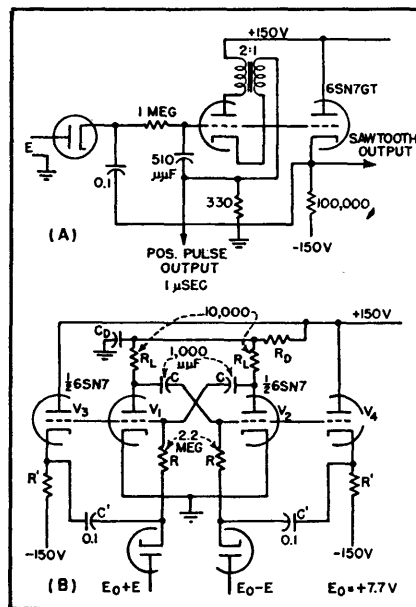 +150V
2:1
6SN7GT
1 MEG
E
510
μμF
SAWTOOTH
OUTPUT
0.1
330
100,000
(A)
POS. PULSE
OUTPUT
1 μSEG
-150V
10,000
+150V
CD
RL
1,000
μμF
RL
RD
½6SN7
C
C
½6SN7
V3
V1
V2
V4
2.2
MEG
R'
R
R
R'
C'
C'
-150V
0.1
0.1
-150V
(B)
E0+E
E0-E
E0=+7.7V